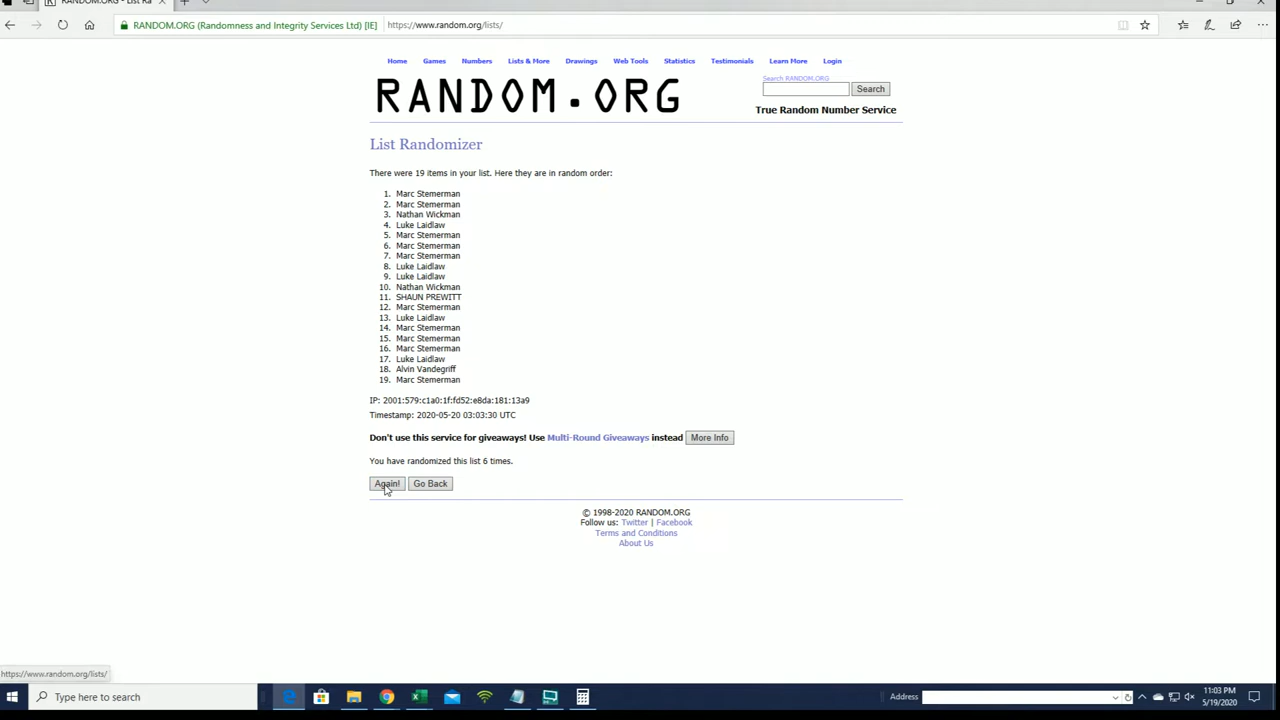 RANDOM.ORG - List Ra
RANDOM.ORG (Randomness and Integrity Services Ltd) [IE]
https://www.random.org/lists/
Home Games Numbers Lists & More Drawings Web Tools Statistics Testimonials Learn More Login
RANDOM.ORG
Search RANDOM.ORG
Search
True Random Number Service
List Randomizer
There were 19 items in your list. Here they are in random order:
1. Marc Stemerman
2. Marc Stemerman
3. Nathan Wickman
4. Luke Laidlaw
5. Marc Stemerman
6. Marc Stemerman
7. Marc Stemerman
8. Luke Laidlaw
9. Luke Laidlaw
10. Nathan Wickman
11. SHAUN PREWITT
12. Marc Stemerman
13. Luke Laidlaw
14. Marc Stemerman
15. Marc Stemerman
16. Marc Stemerman
17. Luke Laidlaw
18. Alvin Vandegriff
19. Marc Stemerman
IP: 2001:579:c1a0:1f:fd52:e8da:181:13a9
Timestamp: 2020-05-20 03:03:30 UTC
Don't use this service for giveaways! Use Multi-Round Giveaways instead More Info
You have randomized this list 6 times.
Again! Go Back
© 1998-2020 RANDOM.ORG
Follow us: Twitter | Facebook
Terms and Conditions
About Us
https://www.random.org/lists/
Type here to search
Address
11:03 PM
5/19/2020